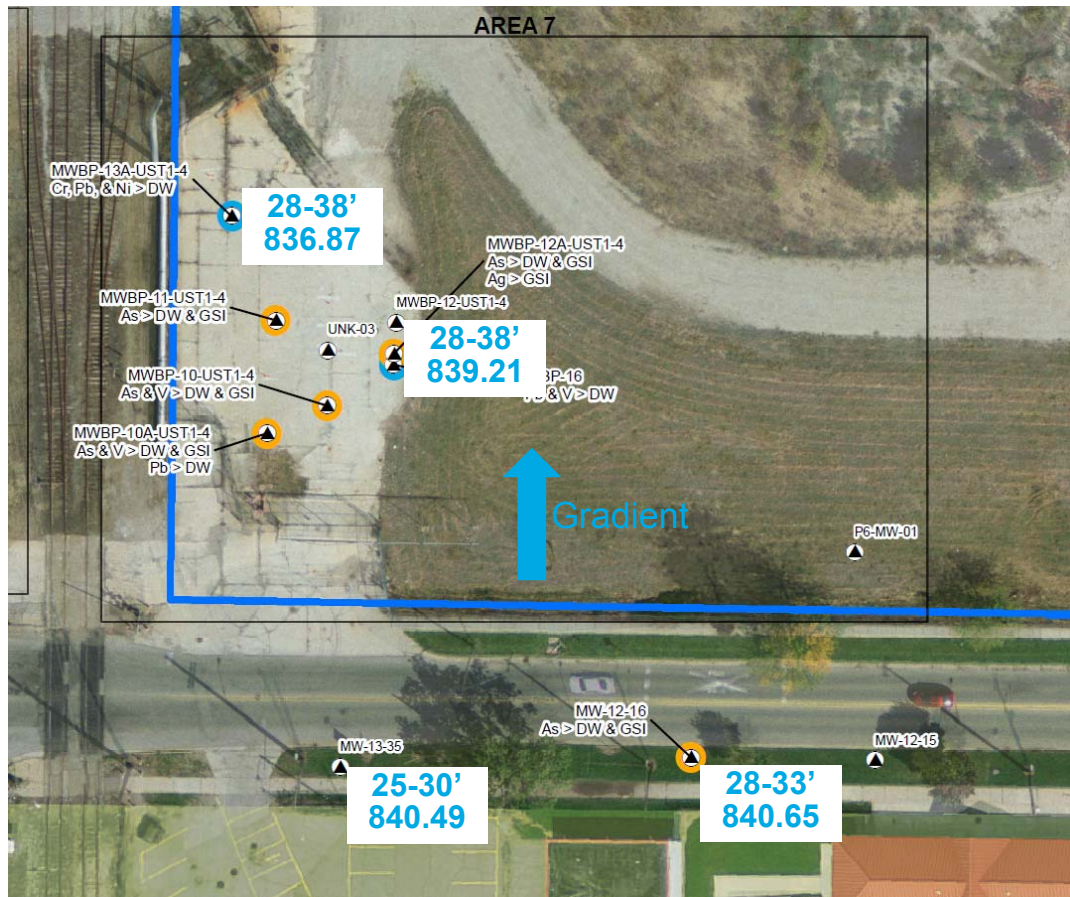 AREA 7
MWBP-13A-UST1-4
Cr, Pb, & Ni > DW
28-38’
836.87
MWBP-12A-UST1-4
As > DW & GSI
Ag > GSI
MWBP-11-UST1-4
As > DW & GSI
MWBP-12-UST1-4
UNK-03
28-38’
839.21
BP-16
& V > DW
MWBP-10-UST1-4
As & V > DW & GSI
MWBP-10A-UST1-4
As & V > DW & GSI
Pb > DW
Gradient
P6-MW-01
MW-12-16
As > DW & GSI
MW-13-35
MW-12-15
25-30’
840.49
28-33’
840.65